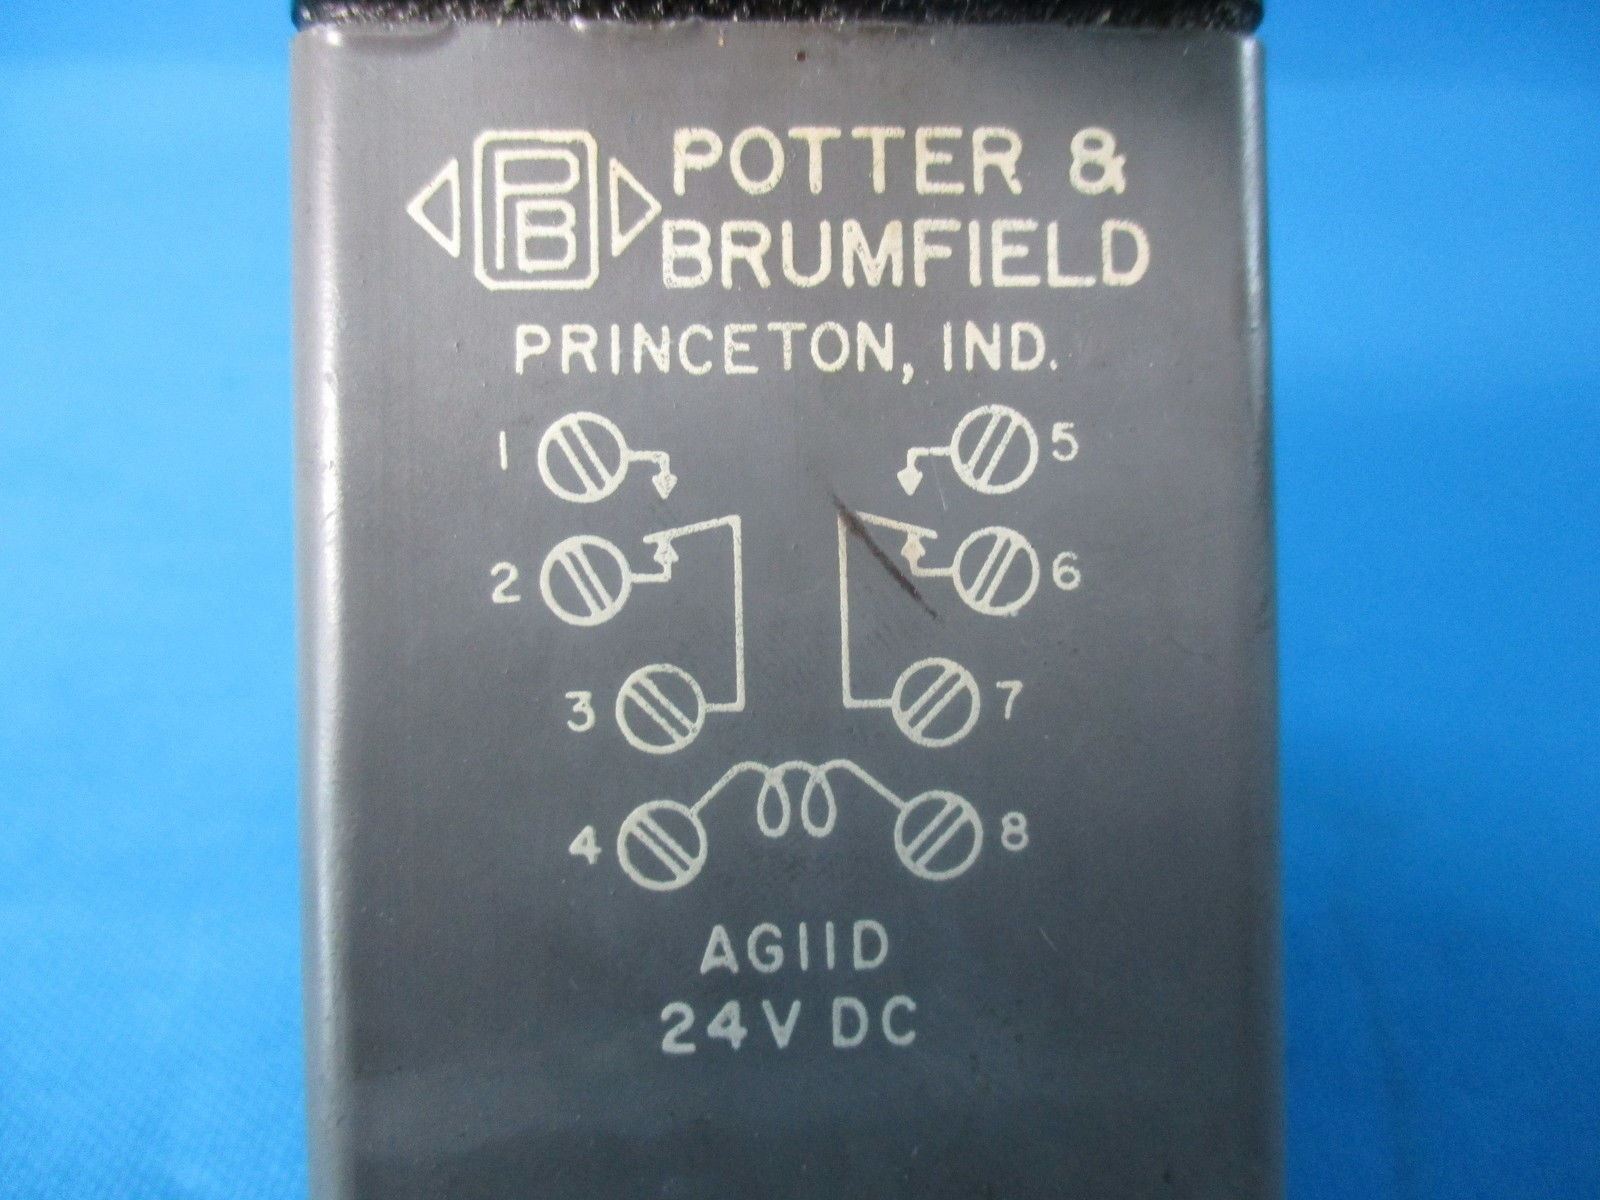 PB POTTER &
BRUMFIELD
PRINCETON, IND.
1 5
2 6
3 7
4 8
AG11D
24V DC